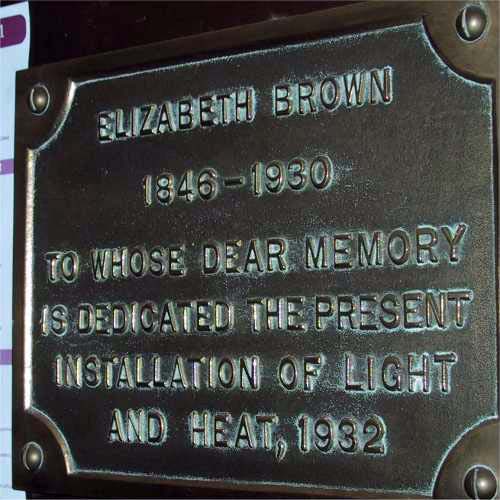 ELIZABETH BROWN
1846-1930
TO WHOSE DEAR MEMORY
IS DEDICATED THE PRESENT
INSTALLATION OF LIGHT
AND HEAT, 1932